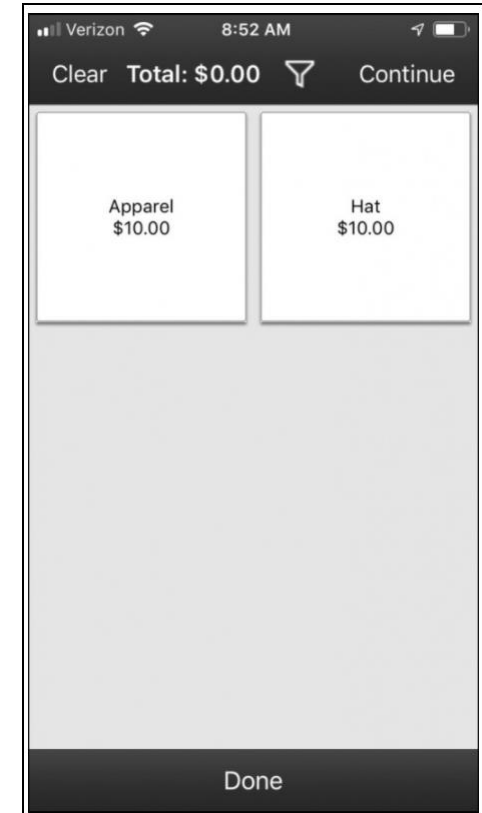 Verizon 8:52 AM
Clear Total: $0.00 Continue
Apparel
$10.00
Hat
$10.00
Done